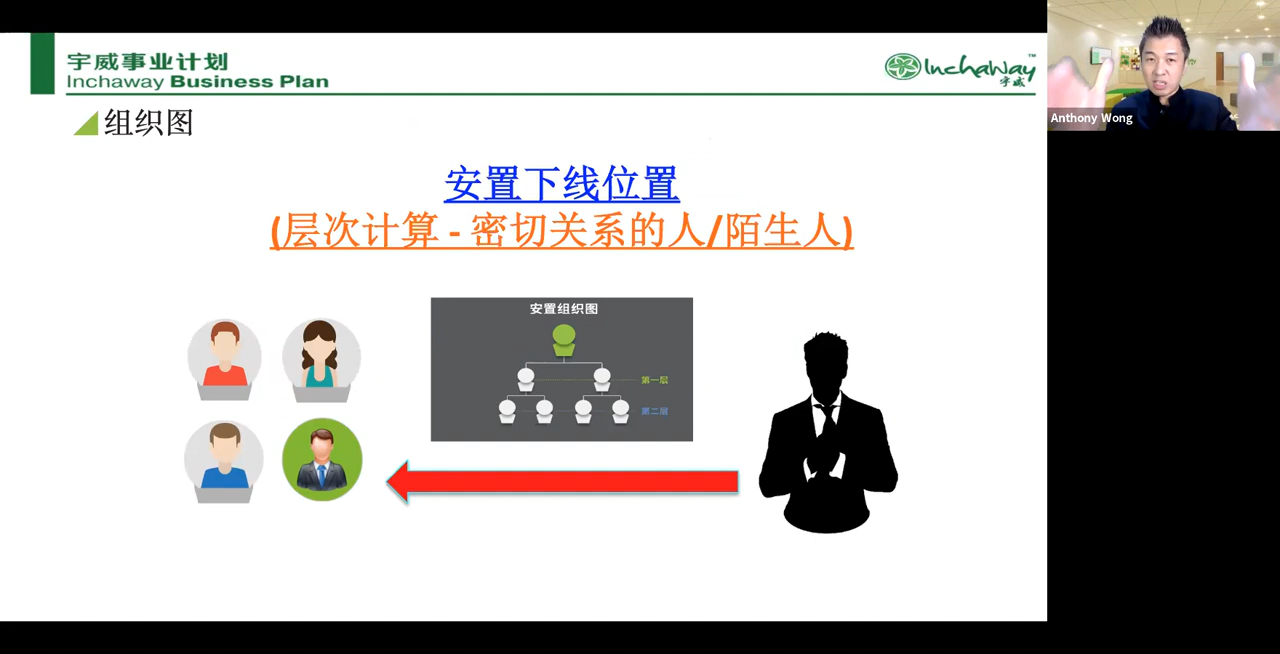 宇威事业计划
Inchaway Business Plan
Inchaway™
宇威
Anthony Wong
组织图
安置下线位置
(层次计算 - 密切关系的人/陌生人)
安置组织图
第一层
第二层